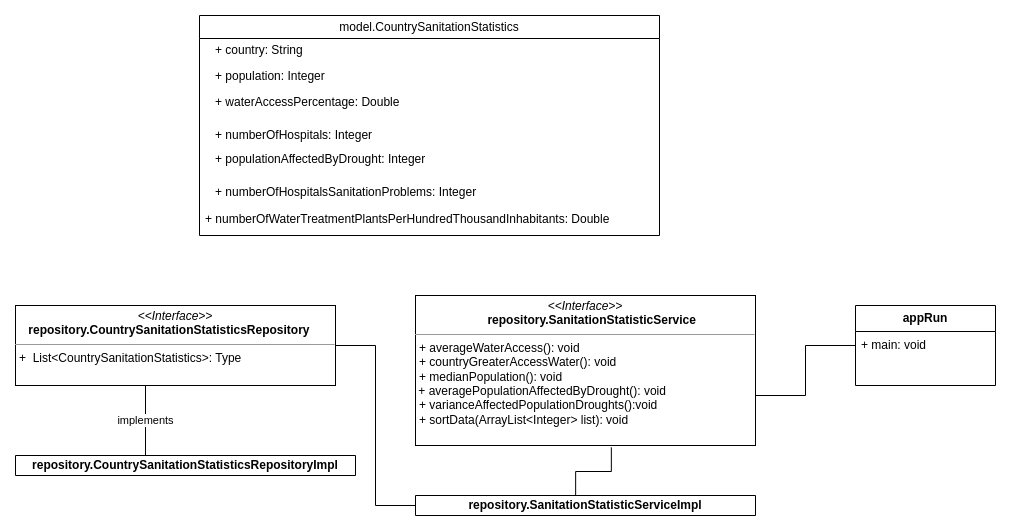 model.CountrySanitationStatistics
+ country: String
+ population: Integer
+ waterAccessPercentage: Double
+ numberOfHospitals: Integer
+ populationAffectedByDrought: Integer
+ numberOfHospitalsSanitationProblems: Integer
+ numberOfWaterTreatmentPlantsPerHundredThousandInhabitants: Double
<<Interface>>
repository.CountrySanitationStatisticsRepository
+ List<CountrySanitationStatistics>: Type
implements
repository.CountrySanitationStatisticsRepositoryImpl
<<Interface>>
repository.SanitationStatisticService
+ averageWaterAccess(): void
+ countryGreaterAccessWater(): void
+ medianPopulation(): void
+ averagePopulationAffectedByDrought(): void
+ varianceAffectedPopulationDroughts():void
+ sortData(ArrayList<Integer> list): void
repository.SanitationStatisticServiceImpl
appRun
+ main: void